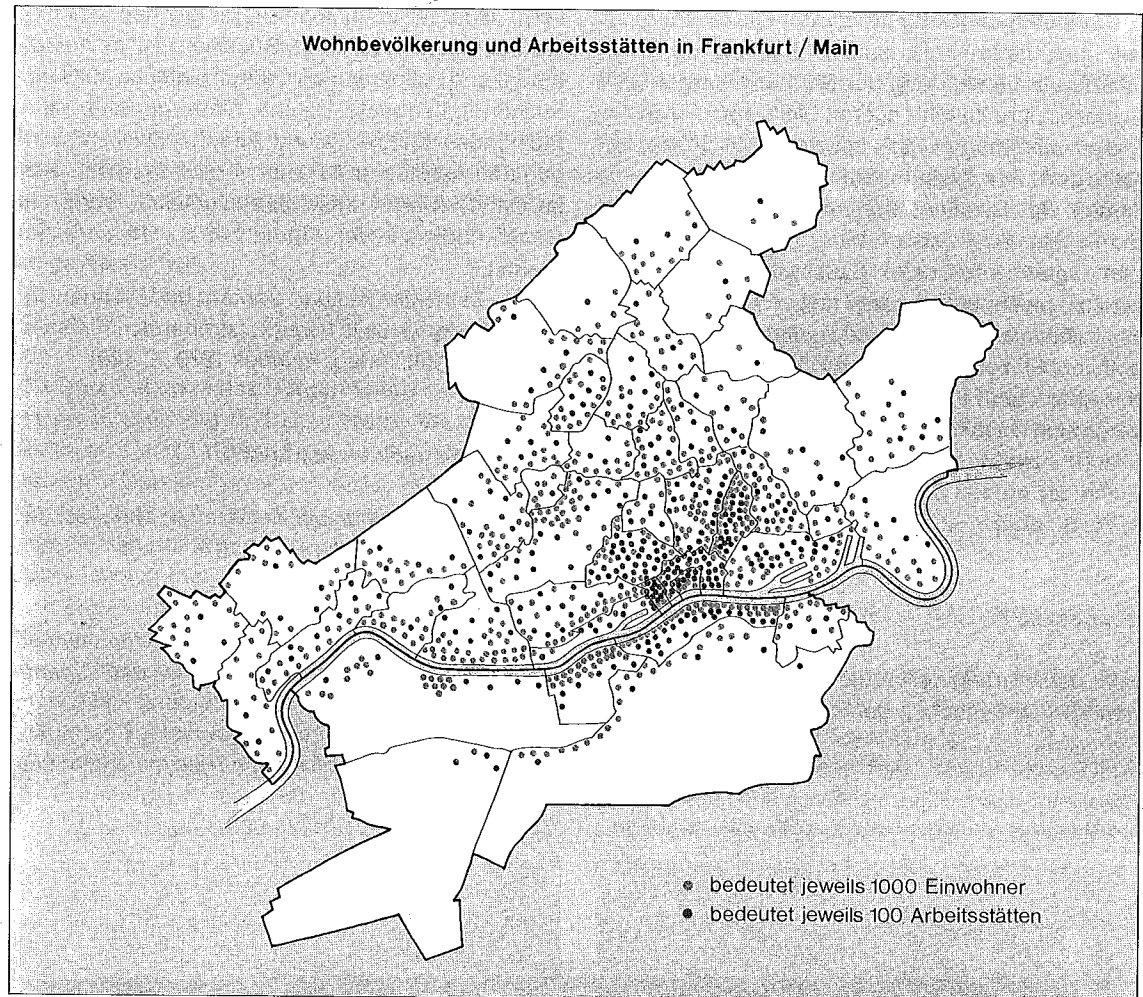 Wohnbevölkerung und Arbeitsstätten in Frankfurt / Main
bedeutet jeweils 1000 Einwohner
bedeutet jeweils 100 Arbeitsstätten